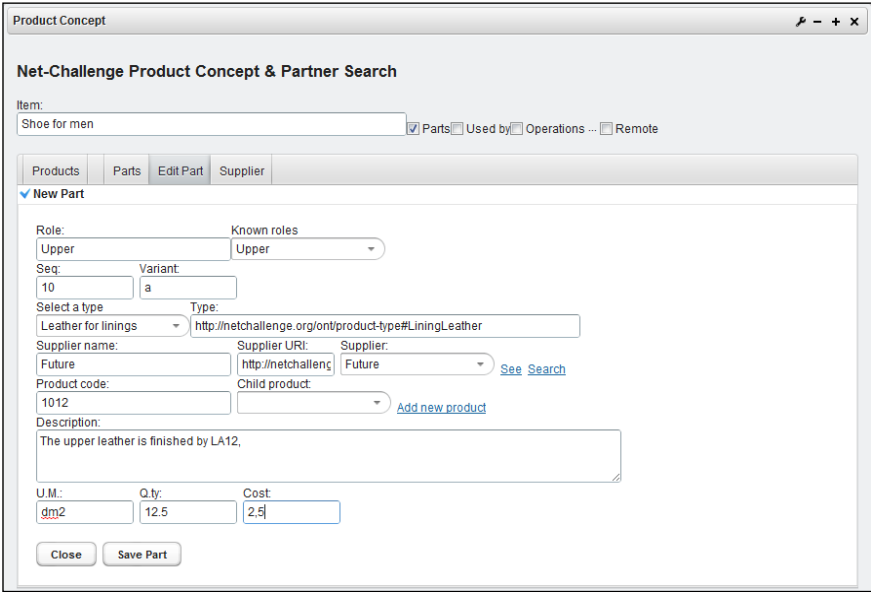 Product Concept
Net-Challenge Product Concept & Partner Search
Item:
Shoe for men Parts Used by Operations ... Remote
Products Parts Edit Part Supplier
New Part
Role: Known roles
Upper Upper
Seq: Variant:
10 a
Select a type Type:
Leather for linings http://netchallenge.org/ont/product-type#LiningLeather
Supplier name: Supplier URI: Supplier:
Future http://netchalleng Future See Search
Product code: Child product:
1012 Add new product
Description:
The upper leather is finished by LA12,
U.M.: Q.ty: Cost:
dm2 12.5 2,5
Close Save Part